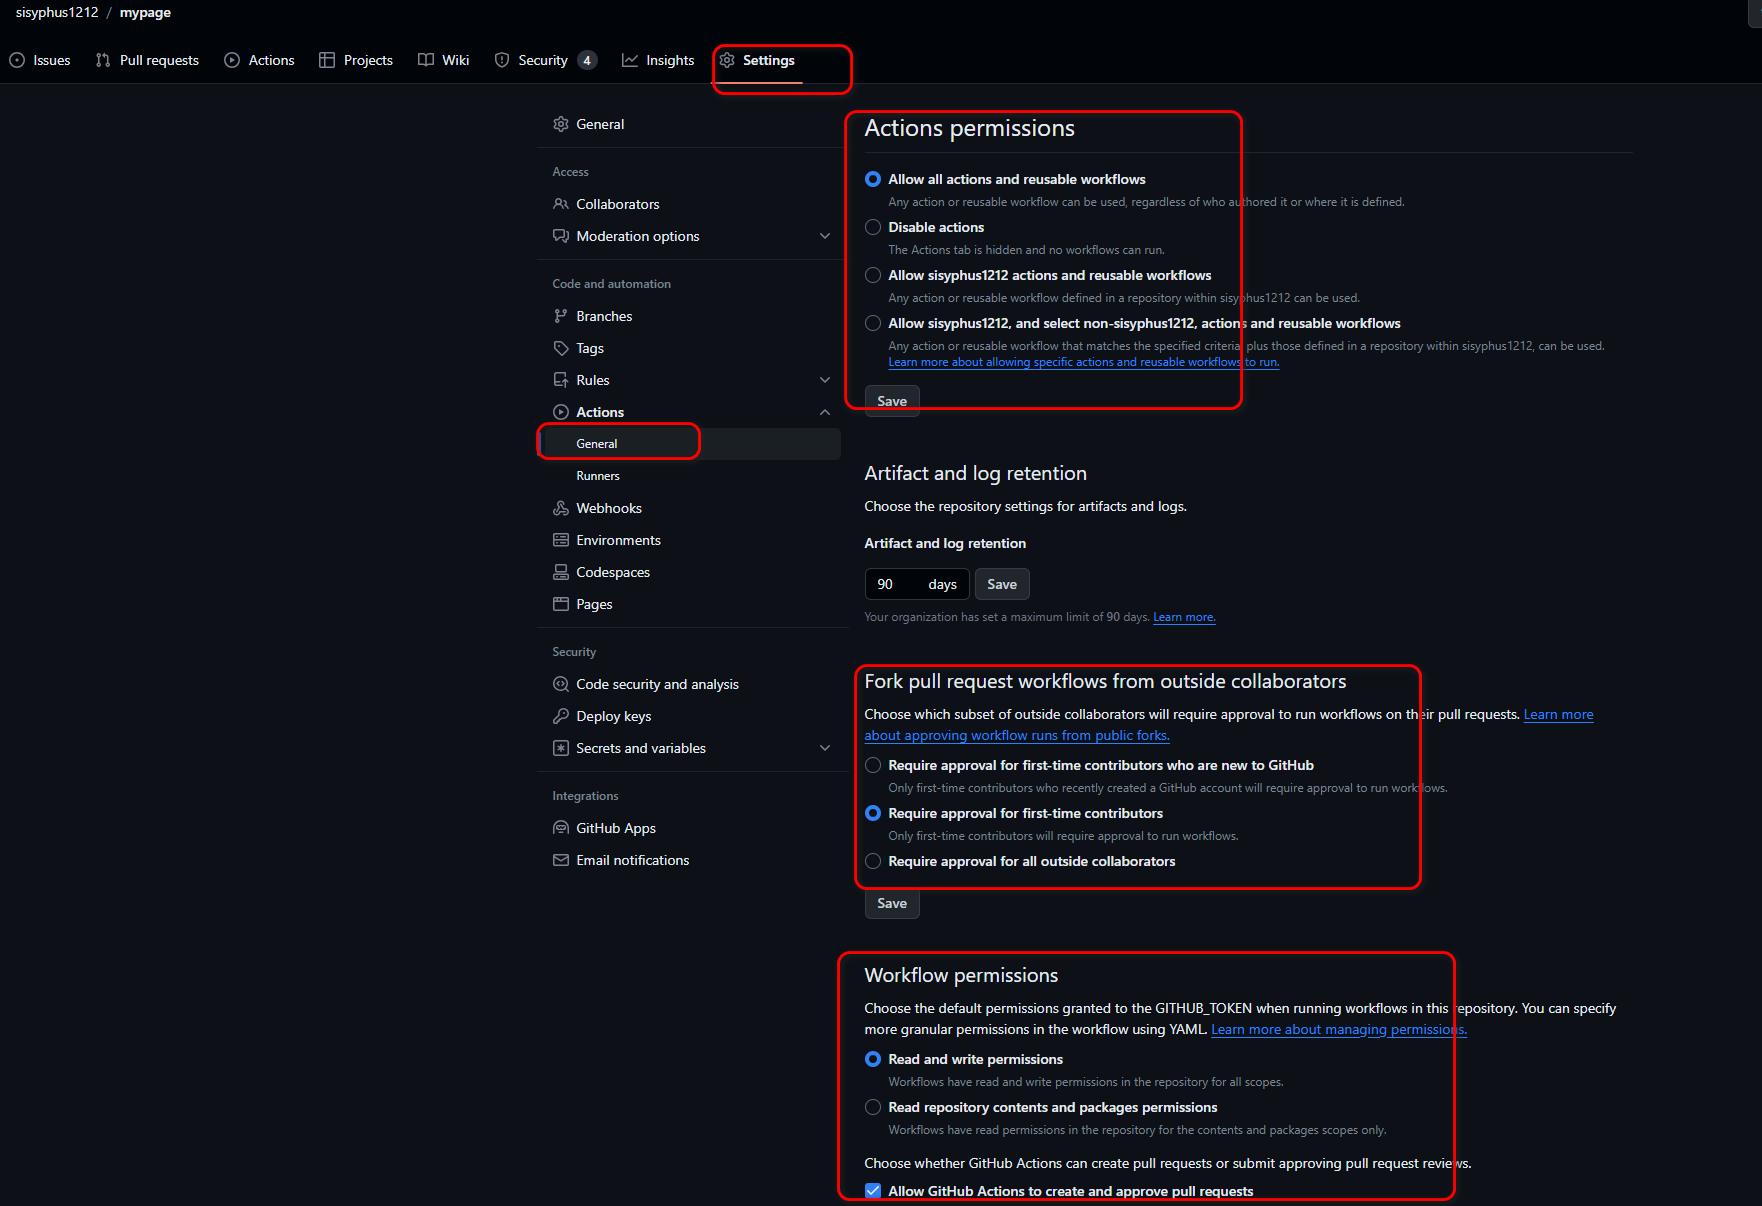 sisyphus1212 / mypage
Issues Pull requests Actions Projects Wiki Security 4 Insights Settings
General
Access
Collaborators
Moderation options
Code and automation
Branches
Tags
Rules
Actions
General
Runners
Webhooks
Environments
Codespaces
Pages
Security
Code security and analysis
Deploy keys
Secrets and variables
Integrations
GitHub Apps
Email notifications
Actions permissions
Allow all actions and reusable workflows
Any action or reusable workflow can be used, regardless of who authored it or where it is defined.
Disable actions
The Actions tab is hidden and no workflows can run.
Allow sisyphus1212 actions and reusable workflows
Any action or reusable workflow defined in a repository within sisyphus1212 can be used.
Allow sisyphus1212, and select non-sisyphus1212, actions and reusable workflows
Any action or reusable workflow that matches the specified criteria, plus those defined in a repository within sisyphus1212, can be used.
Learn more about allowing specific actions and reusable workflows to run.
Save
Artifact and log retention
Choose the repository settings for artifacts and logs.
Artifact and log retention
90 days Save
Your organization has set a maximum limit of 90 days. Learn more.
Fork pull request workflows from outside collaborators
Choose which subset of outside collaborators will require approval to run workflows on their pull requests. Learn more
about approving workflow runs from public forks.
Require approval for first-time contributors who are new to GitHub
Only first-time contributors who recently created a GitHub account will require approval to run workflows.
Require approval for first-time contributors
Only first-time contributors will require approval to run workflows.
Require approval for all outside collaborators
Save
Workflow permissions
Choose the default permissions granted to the GITHUB_TOKEN when running workflows in this repository. You can specify
more granular permissions in the workflow using YAML. Learn more about managing permissions.
Read and write permissions
Workflows have read and write permissions in the repository for all scopes.
Read repository contents and packages permissions
Workflows have read permissions in the repository for the contents and packages scopes only.
Choose whether GitHub Actions can create pull requests or submit approving pull request reviews.
Allow GitHub Actions to create and approve pull requests